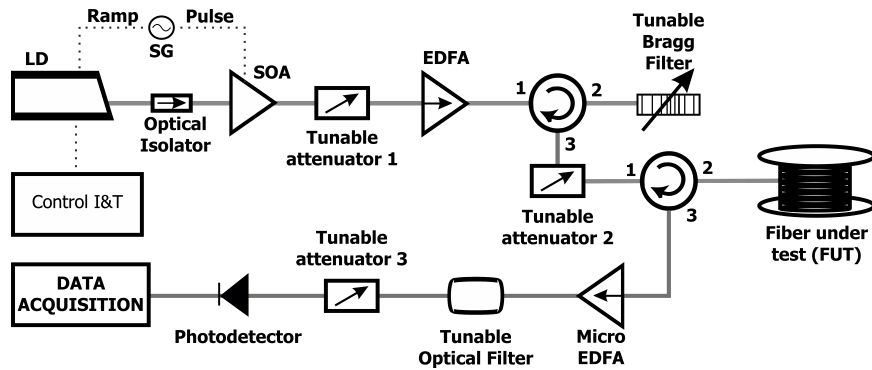 Ramp
SG
Pulse
LD
Optical
Isolator
SOA
Tunable
attenuator 1
EDFA
1
2
3
Tunable
Bragg
Filter
Control I&T
Tunable
attenuator 2
1
2
3
Fiber under
test (FUT)
DATA
ACQUISITION
Photodetector
Tunable
attenuator 3
Tunable
Optical Filter
Micro
EDFA